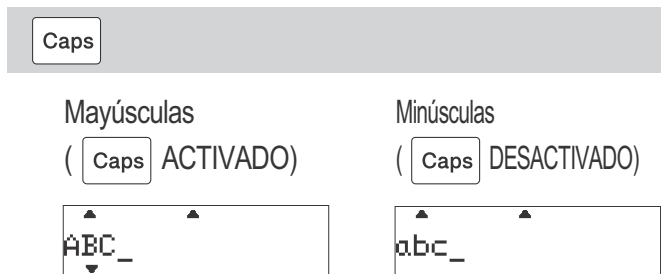 Caps
Mayúsculas
( Caps ACTIVADO)
ABC_
Minúsculas
( Caps DESACTIVADO)
abc_